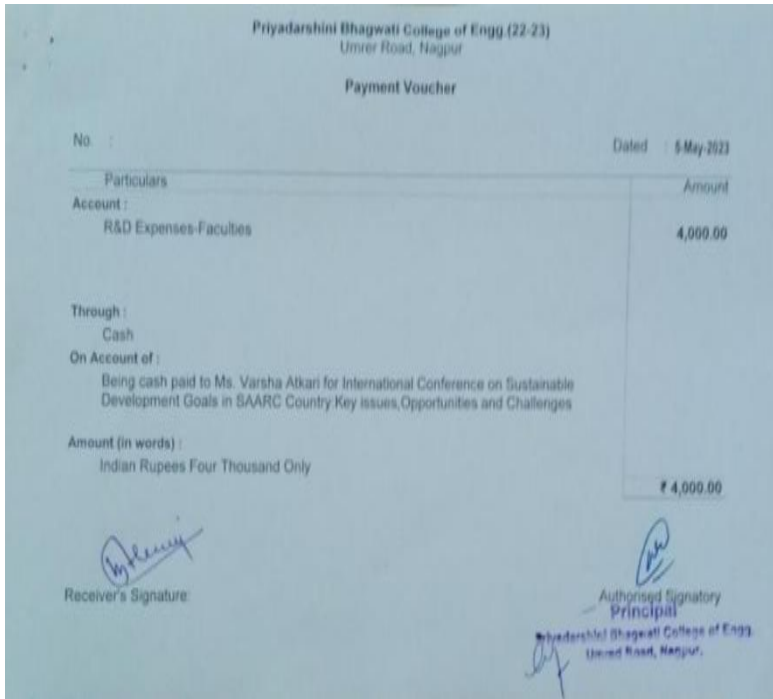 Priyadarshini Bhagwati College of Engg.(22-23)
Umrer Road, Nagpur
Payment Voucher
No. :
Dated : 5-May-2023
Particulars Amount
Account :
R&D Expenses-Faculties 4,000.00
Through :
Cash
On Account of :
Being cash paid to Ms. Varsha Atkari for International Conference on Sustainable
Development Goals in SAARC Country:Key issues,Opportunities and Challenges
Amount (in words) :
Indian Rupees Four Thousand Only
₹ 4,000.00
Receiver's Signature:
Authorised Signatory
Principal
Priyadarshini Bhagwati College of Engg.
Umred Road, Nagpur.